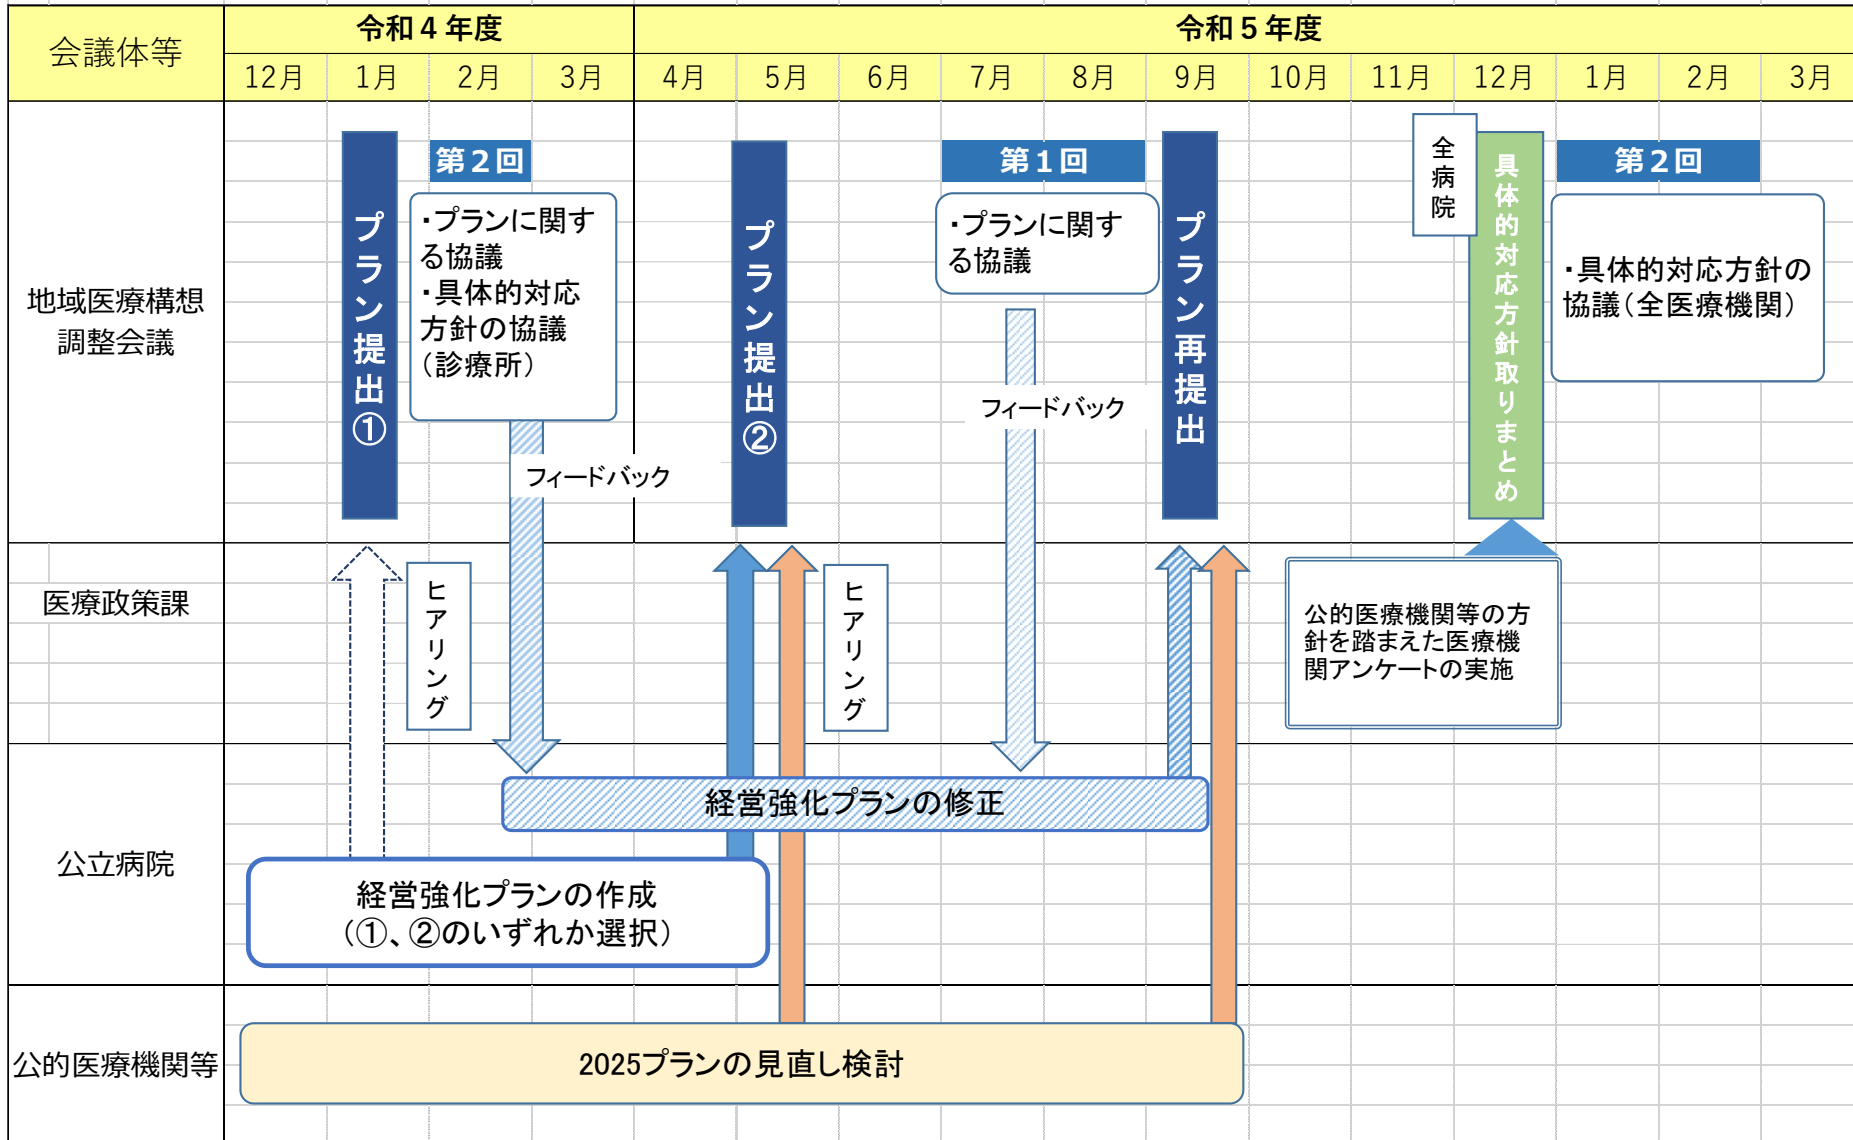 会議体等
令和４年度
令和５年度
12月
1月
2月
3月
4月
5月
6月
7月
8月
9月
10月
11月
12月
1月
2月
3月
地域医療構想
調整会議
プラン提出①
第２回
・プランに関す
る協議
・具体的対応
方針の協議
（診療所）
フィードバック
プラン提出②
第１回
・プランに関す
る協議
フィードバック
プラン再提出
全病院
具体的対応方針取りまとめ
第２回
・具体的対応方針の
協議（全医療機関）
医療政策課
ヒアリング
ヒアリング
公的医療機関等の方
針を踏まえた医療機
関アンケートの実施
公立病院
経営強化プランの修正
経営強化プランの作成
（①、②のいずれか選択）
公的医療機関等
2025プランの見直し検討